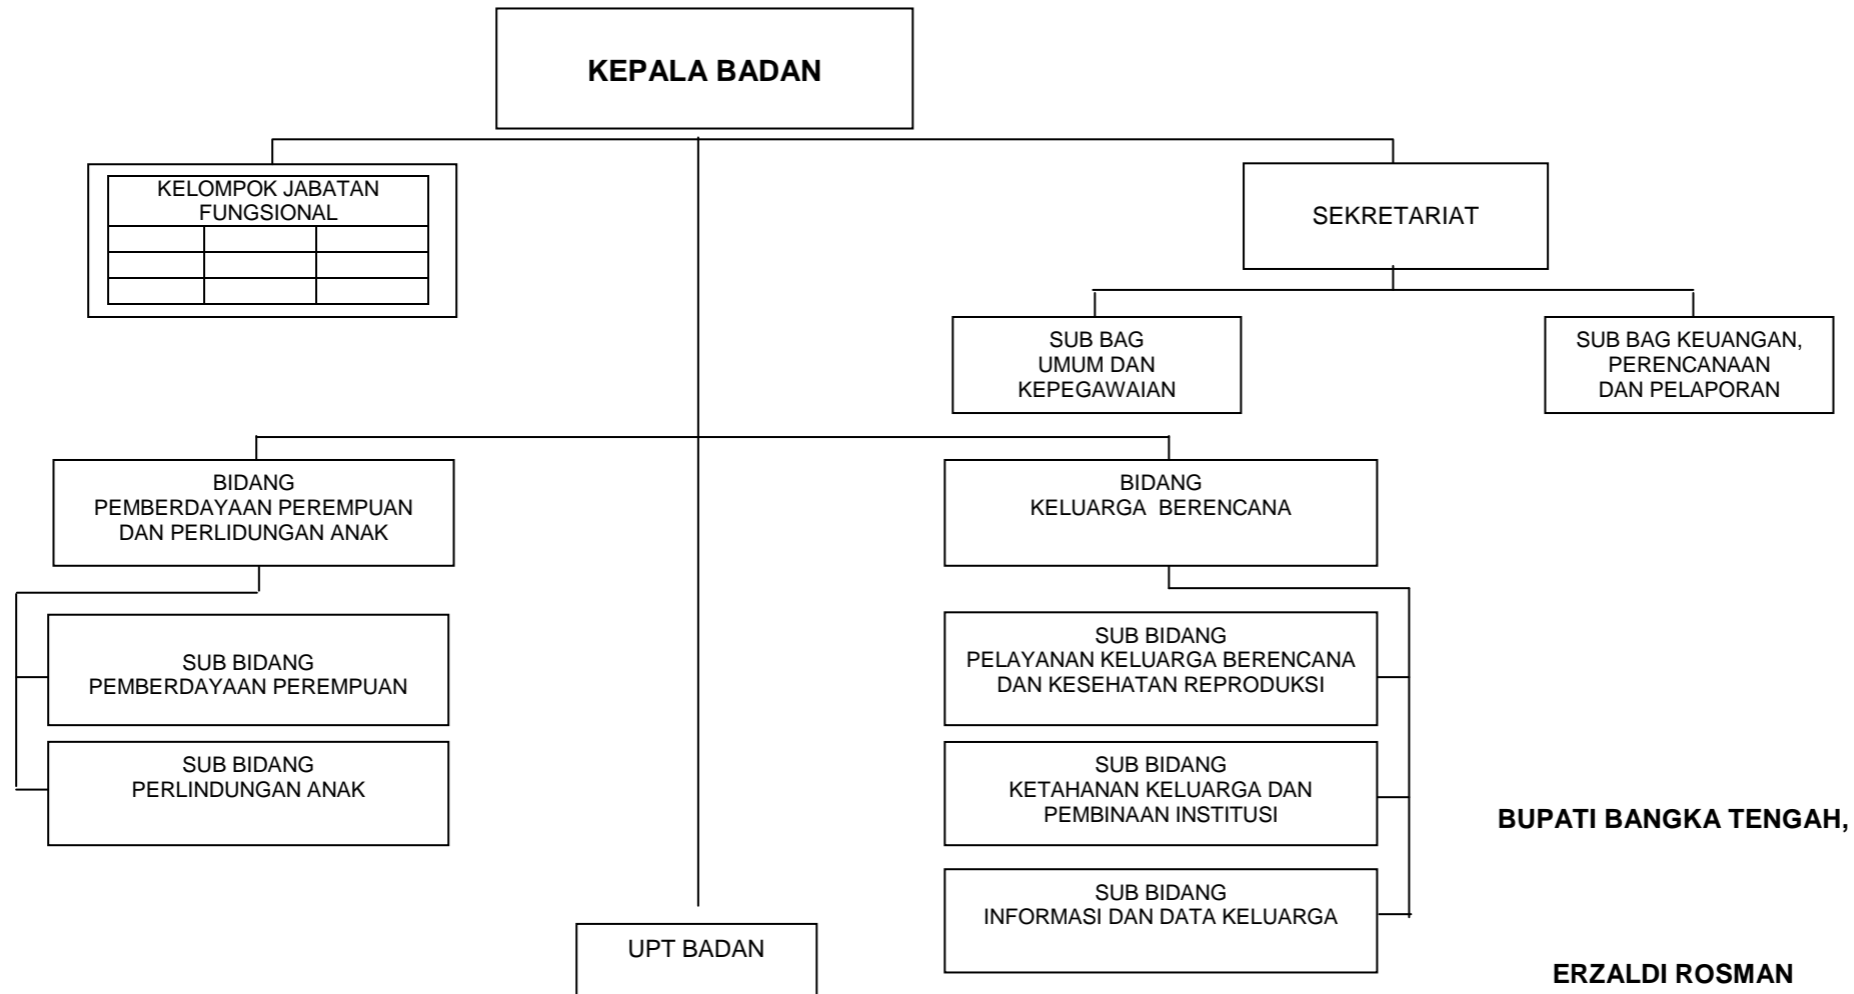 KEPALA BADAN
KELOMPOK JABATAN
FUNGSIONAL
SEKRETARIAT
SUB BAG
UMUM DAN
KEPEGAWAIAN
SUB BAG KEUANGAN,
PERENCANAAN
DAN PELAPORAN
BIDANG
PEMBERDAYAAN PEREMPUAN
DAN PERLIDUNGAN ANAK
BIDANG
KELUARGA BERENCANA
SUB BIDANG
PEMBERDAYAAN PEREMPUAN
SUB BIDANG
PERLINDUNGAN ANAK
SUB BIDANG
PELAYANAN KELUARGA BERENCANA
DAN KESEHATAN REPRODUKSI
SUB BIDANG
KETAHANAN KELUARGA DAN
PEMBINAAN INSTITUSI
SUB BIDANG
INFORMASI DAN DATA KELUARGA
UPT BADAN
BUPATI BANGKA TENGAH,
ERZALDI ROSMAN